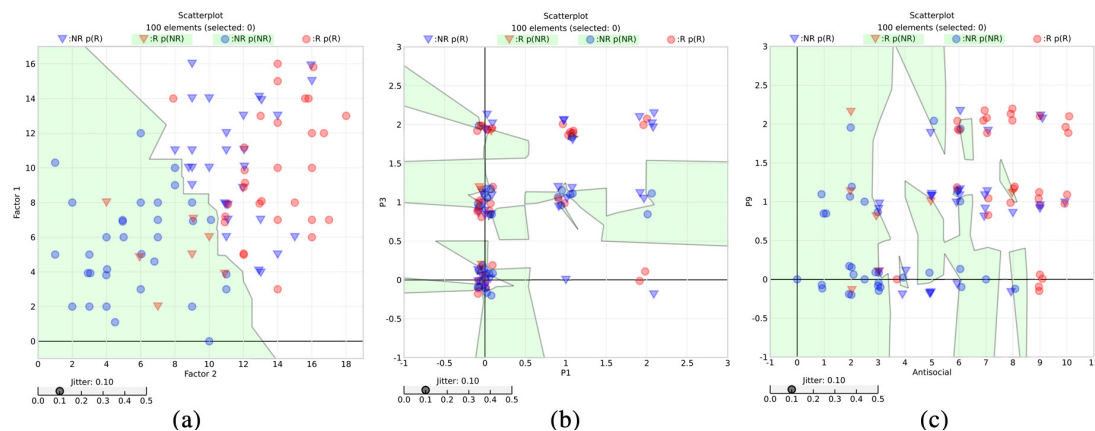 Scatterplot
100 elements (selected: 0)
:NR p(R) :R p(NR) :NR p(NR) :R p(R)
16
14
12
10
8
6
4
2
0
Factor 1
0 2 4 6 8 10 12 14 16 18
Factor 2
Jitter: 0.10
0.0 0.1 0.2 0.3 0.4 0.5
(a)
Scatterplot
100 elements (selected: 0)
:NR p(R) :R p(NR) :NR p(NR) :R p(R)
3
2.5
2
1.5
1
0.5
0
-0.5
-1
P3
-1 -0.5 0 0.5 1 1.5 2 2.5 3
P1
Jitter: 0.10
0.0 0.1 0.2 0.3 0.4 0.5
(b)
Scatterplot
100 elements (selected: 0)
:NR p(R) :R p(NR) :NR p(NR) :R p(R)
3
2.5
2
1.5
1
0.5
0
-0.5
-1
P9
-1 0 1 2 3 4 5 6 7 8 9 10 11
Antisocial
Jitter: 0.10
0.0 0.1 0.2 0.3 0.4 0.5
(c)